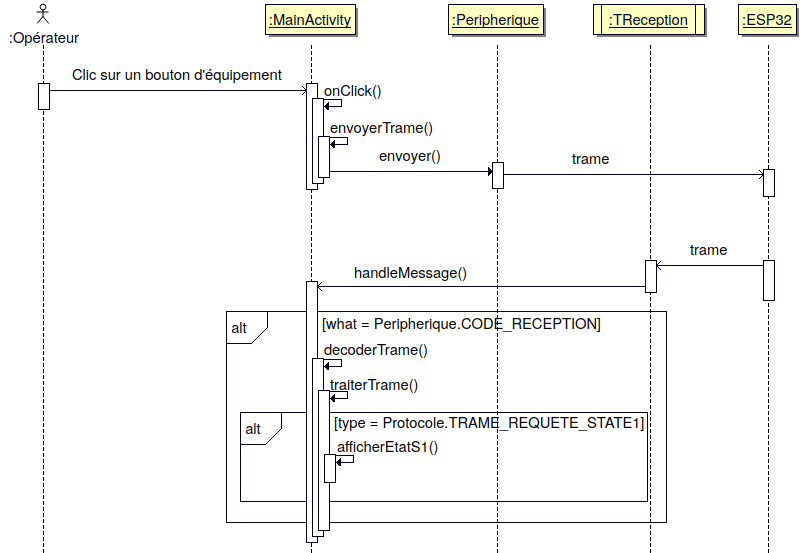 :Opérateur
:MainActivity
:Peripherique
:TReception
:ESP32
Clic sur un bouton d'équipement
onClick()
envoyerTrame()
envoyer()
trame
trame
handleMessage()
alt
[what = Peripherique.CODE_RECEPTION]
decoderTrame()
traiterTrame()
alt
[type = Protocole.TRAME_REQUETE_STATE1]
afficherEtatS1()